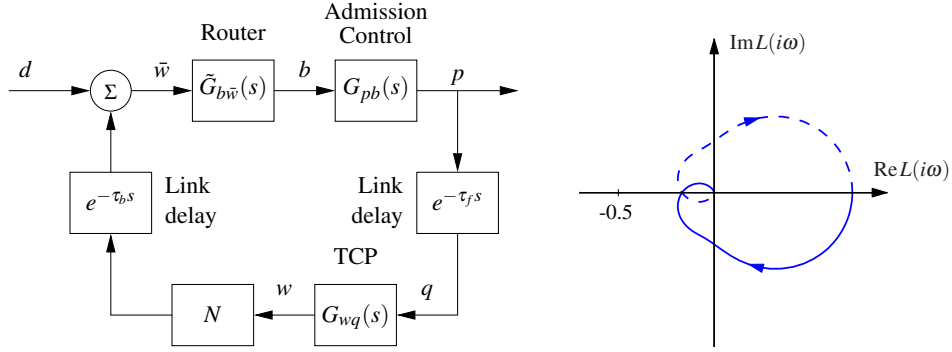 Admission
Control
Router
d
Σ
w̄
G̃_{bw̄}(s)
b
G_{pb}(s)
p
e^{−τ_b s}
Link
delay
Link
delay
e^{−τ_f s}
TCP
N
w
G_{wq}(s)
q
Im L(iω)
Re L(iω)
-0.5